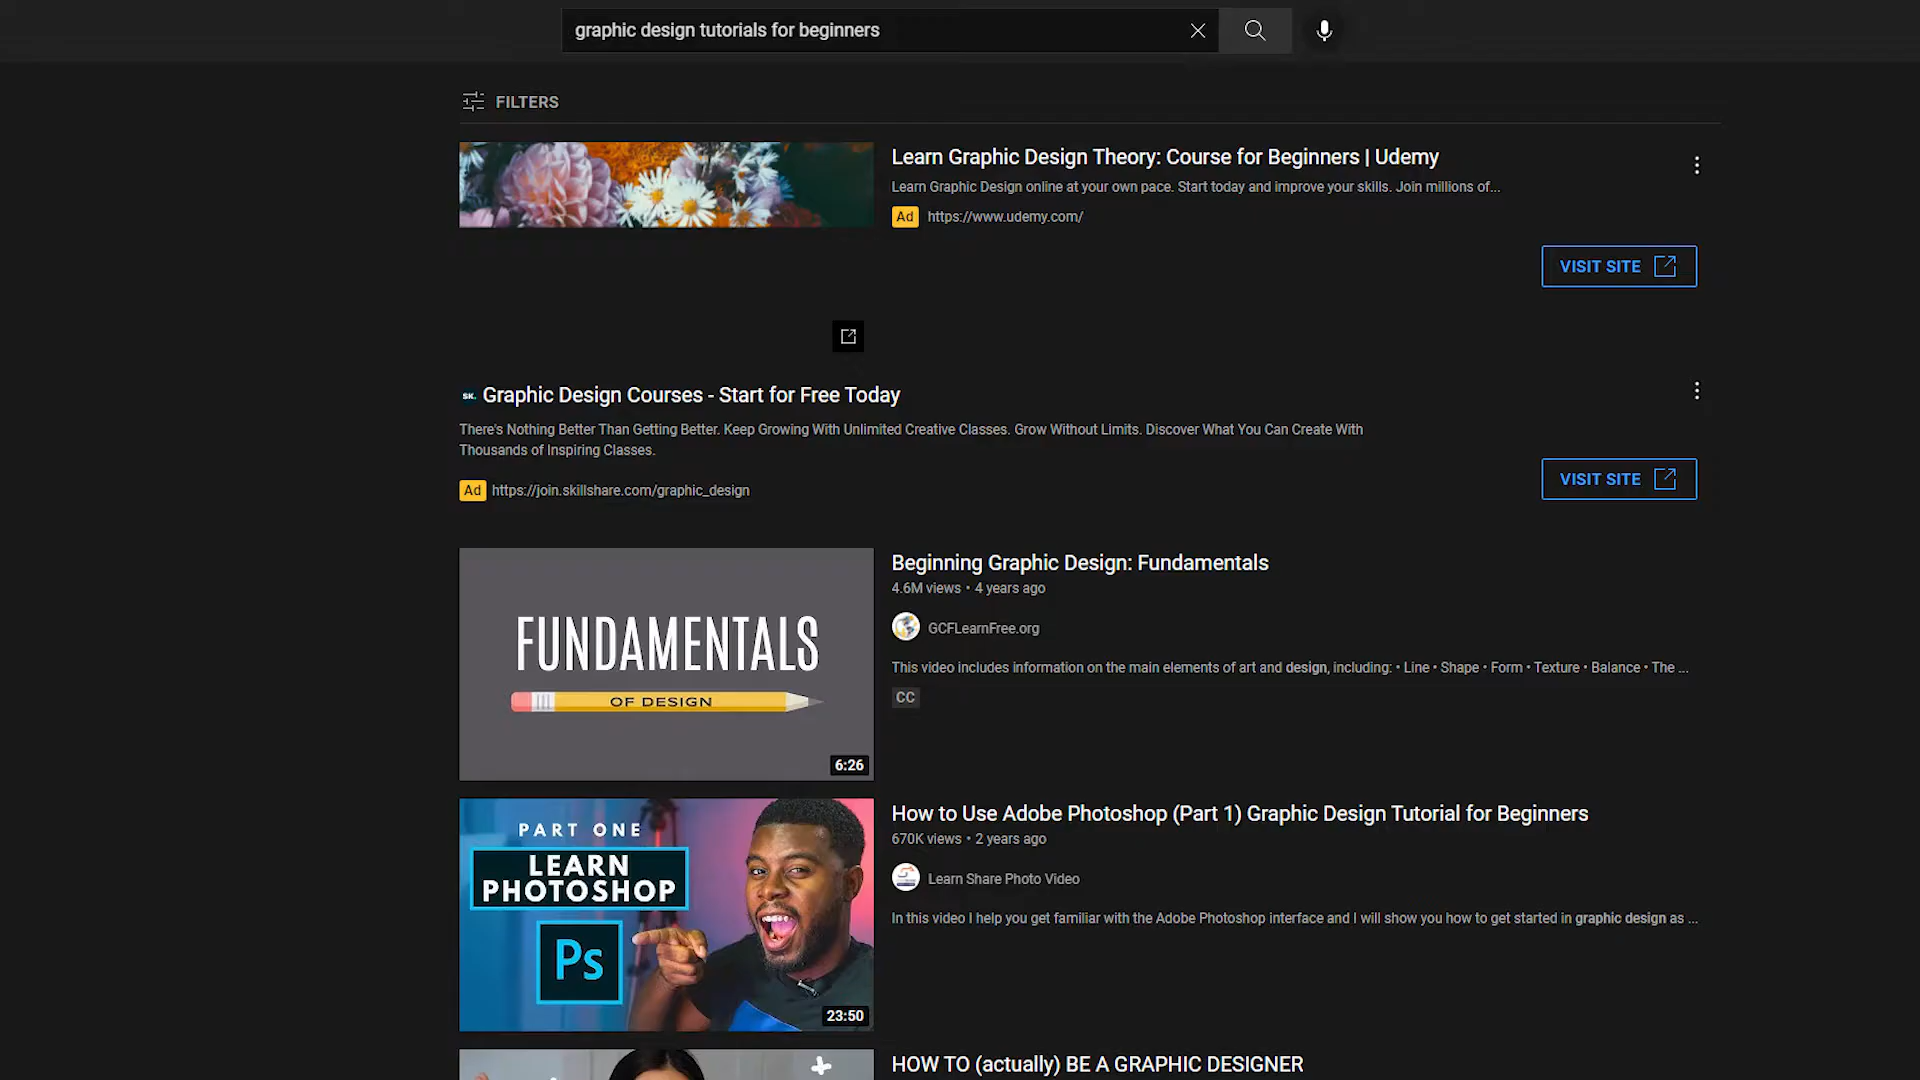 graphic design tutorials for beginners
FILTERS
Learn Graphic Design Theory: Course for Beginners | Udemy
Learn Graphic Design online at your own pace. Start today and improve your skills. Join millions of...
Ad https://www.udemy.com/
VISIT SITE
SK. Graphic Design Courses - Start for Free Today
There's Nothing Better Than Getting Better. Keep Growing With Unlimited Creative Classes. Grow Without Limits. Discover What You Can Create With
Thousands of Inspiring Classes.
Ad https://join.skillshare.com/graphic_design
VISIT SITE
FUNDAMENTALS
OF DESIGN
6:26
Beginning Graphic Design: Fundamentals
4.6M views • 4 years ago
GCFLearnFree.org
This video includes information on the main elements of art and design, including: • Line • Shape • Form • Texture • Balance • The ...
CC
PART ONE
LEARN
PHOTOSHOP
Ps
23:50
How to Use Adobe Photoshop (Part 1) Graphic Design Tutorial for Beginners
670K views • 2 years ago
Learn Share Photo Video
In this video I help you get familiar with the Adobe Photoshop interface and I will show you how to get started in graphic design as ...
HOW TO (actually) BE A GRAPHIC DESIGNER